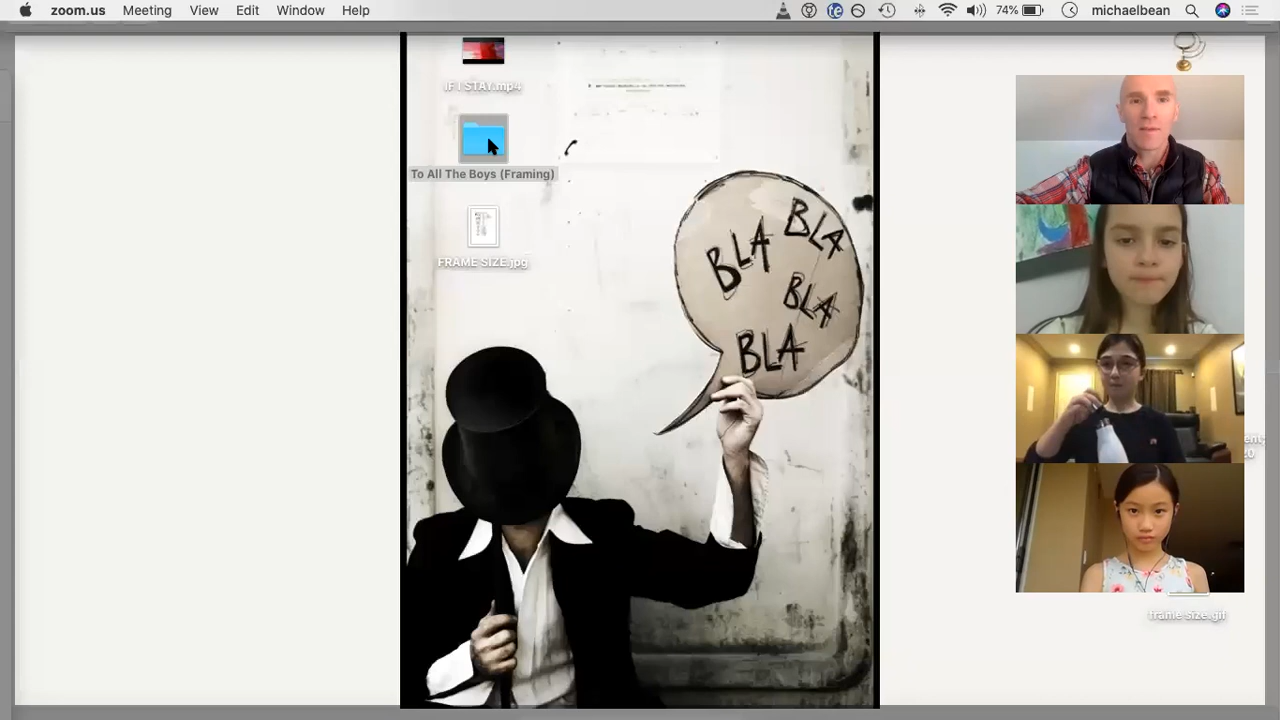 zoom.us Meeting View Edit Window Help
74%
michaelbean
IF I STAY.mp4
To All The Boys (Framing)
FRAME SIZE.jpg
BLA BLA
BLA
BLA
20
frame size.gif